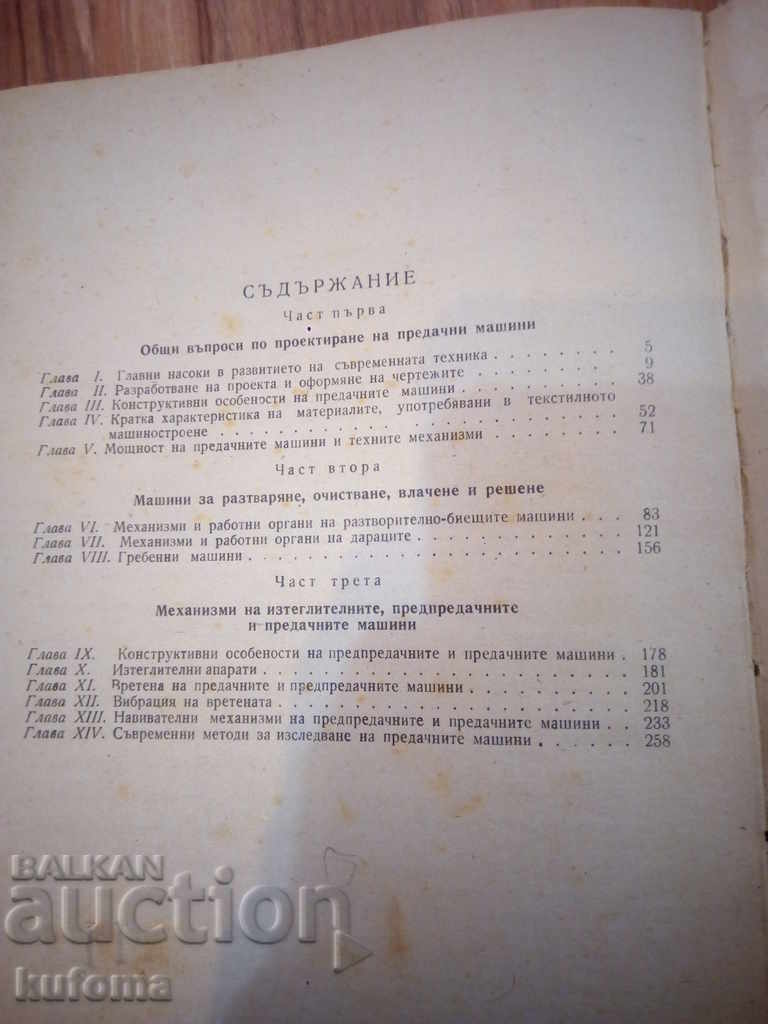 СЪДЪРЖАНИЕ
Част първа
Общи въпроси по проектиране на предачни машини
Глава I. Главни насоки в развитието на съвременната техника . . . . . . . . 5
Глава II. Разработване на проекта и оформяне на чертежите . . . . . . . . 9
Глава III. Конструктивни особености на предачните машини . . . . . . . . . 38
Глава IV. Кратка характеристика на материалите, употребявани в текстилното
машиностроене . . . . . . . . . . . . . . . . . . . . 52
Глава V. Мощност на предачните машини и техните механизми . . . . . . . . 71
Част втора
Машини за разтваряне, очистване, влачене и решене
Глава VI. Механизми и работни органи на разтворително-биещите машини . . . 83
Глава VII. Механизми и работни органи на дараците . . . . . . . . . . . . 121
Глава VIII. Гребенни машини . . . . . . . . . . . . . . . . . . . . . . 156
Част трета
Механизми на изтеглителните, предпредачните
и предачните машини
Глава IX. Конструктивни особености на предпредачните и предачните машини . 178
Глава X. Изтеглителни апарати . . . . . . . . . . . . . . . . . . . . . 181
Глава XI. Вретена на предачните и предпредачните машини . . . . . . . . . 201
Глава XII. Вибрация на вретената . . . . . . . . . . . . . . . . . . . . 218
Глава XIII. Навивателни механизми на предпредачните и предачните машини . . 233
Глава XIV. Съвременни методи за изследване на предачните машини . . . . . 258
BALKAN
auction
kufoma